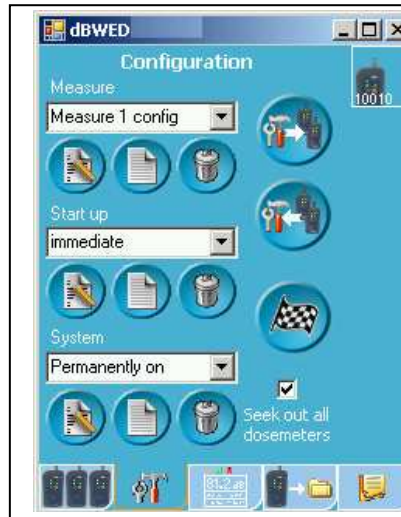 dBWED
Configuration
10010
Measure
Measure 1 config
Start up
immediate
System
Permanently on
Seek out all
dosemeters
81.2 dB